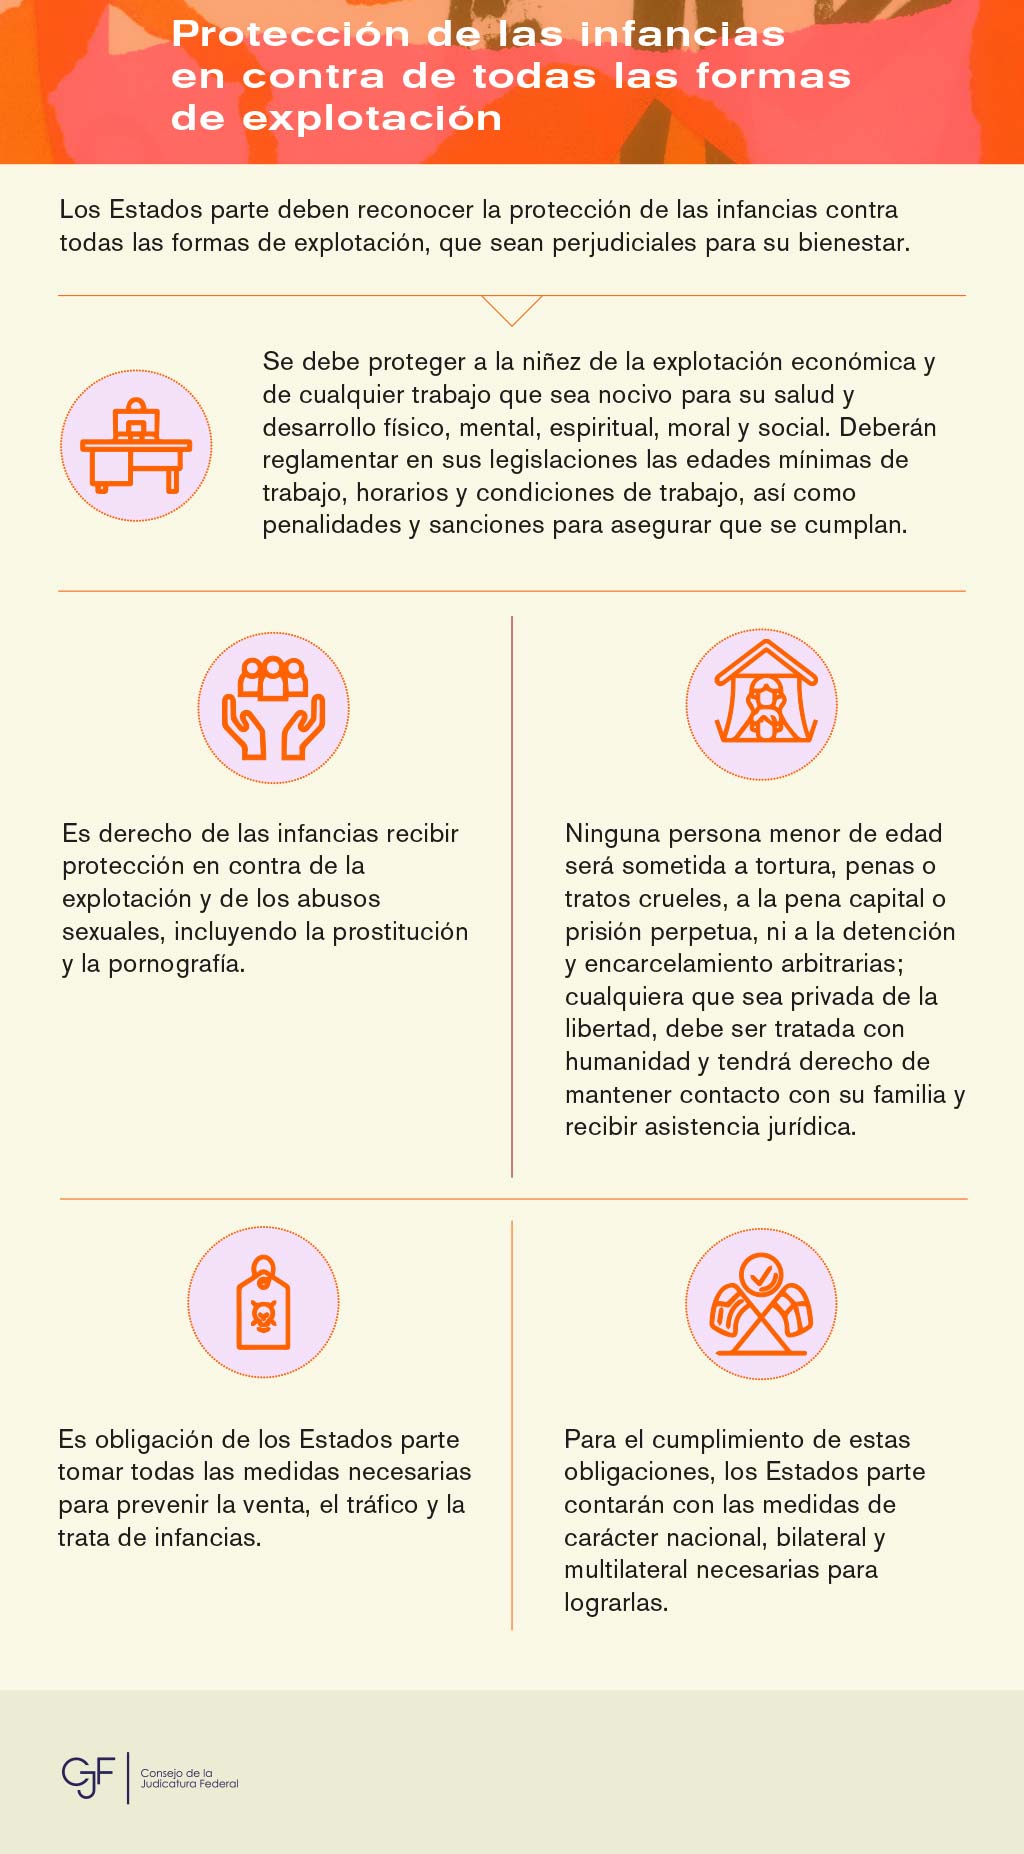 Protección de las infancias
en contra de todas las formas
de explotación
Los Estados parte deben reconocer la protección de las infancias contra
todas las formas de explotación, que sean perjudiciales para su bienestar.
Se debe proteger a la niñez de la explotación económica y
de cualquier trabajo que sea nocivo para su salud y
desarrollo físico, mental, espiritual, moral y social. Deberán
reglamentar en sus legislaciones las edades mínimas de
trabajo, horarios y condiciones de trabajo, así como
penalidades y sanciones para asegurar que se cumplan.
Es derecho de las infancias recibir
protección en contra de la
explotación y de los abusos
sexuales, incluyendo la prostitución
y la pornografía.
Ninguna persona menor de edad
será sometida a tortura, penas o
tratos crueles, a la pena capital o
prisión perpetua, ni a la detención
y encarcelamiento arbitrarias;
cualquiera que sea privada de la
libertad, debe ser tratada con
humanidad y tendrá derecho de
mantener contacto con su familia y
recibir asistencia jurídica.
Es obligación de los Estados parte
tomar todas las medidas necesarias
para prevenir la venta, el tráfico y la
trata de infancias.
Para el cumplimiento de estas
obligaciones, los Estados parte
contarán con las medidas de
carácter nacional, bilateral y
multilateral necesarias para
lograrlas.
CJF
Consejo de la
Judicatura Federal